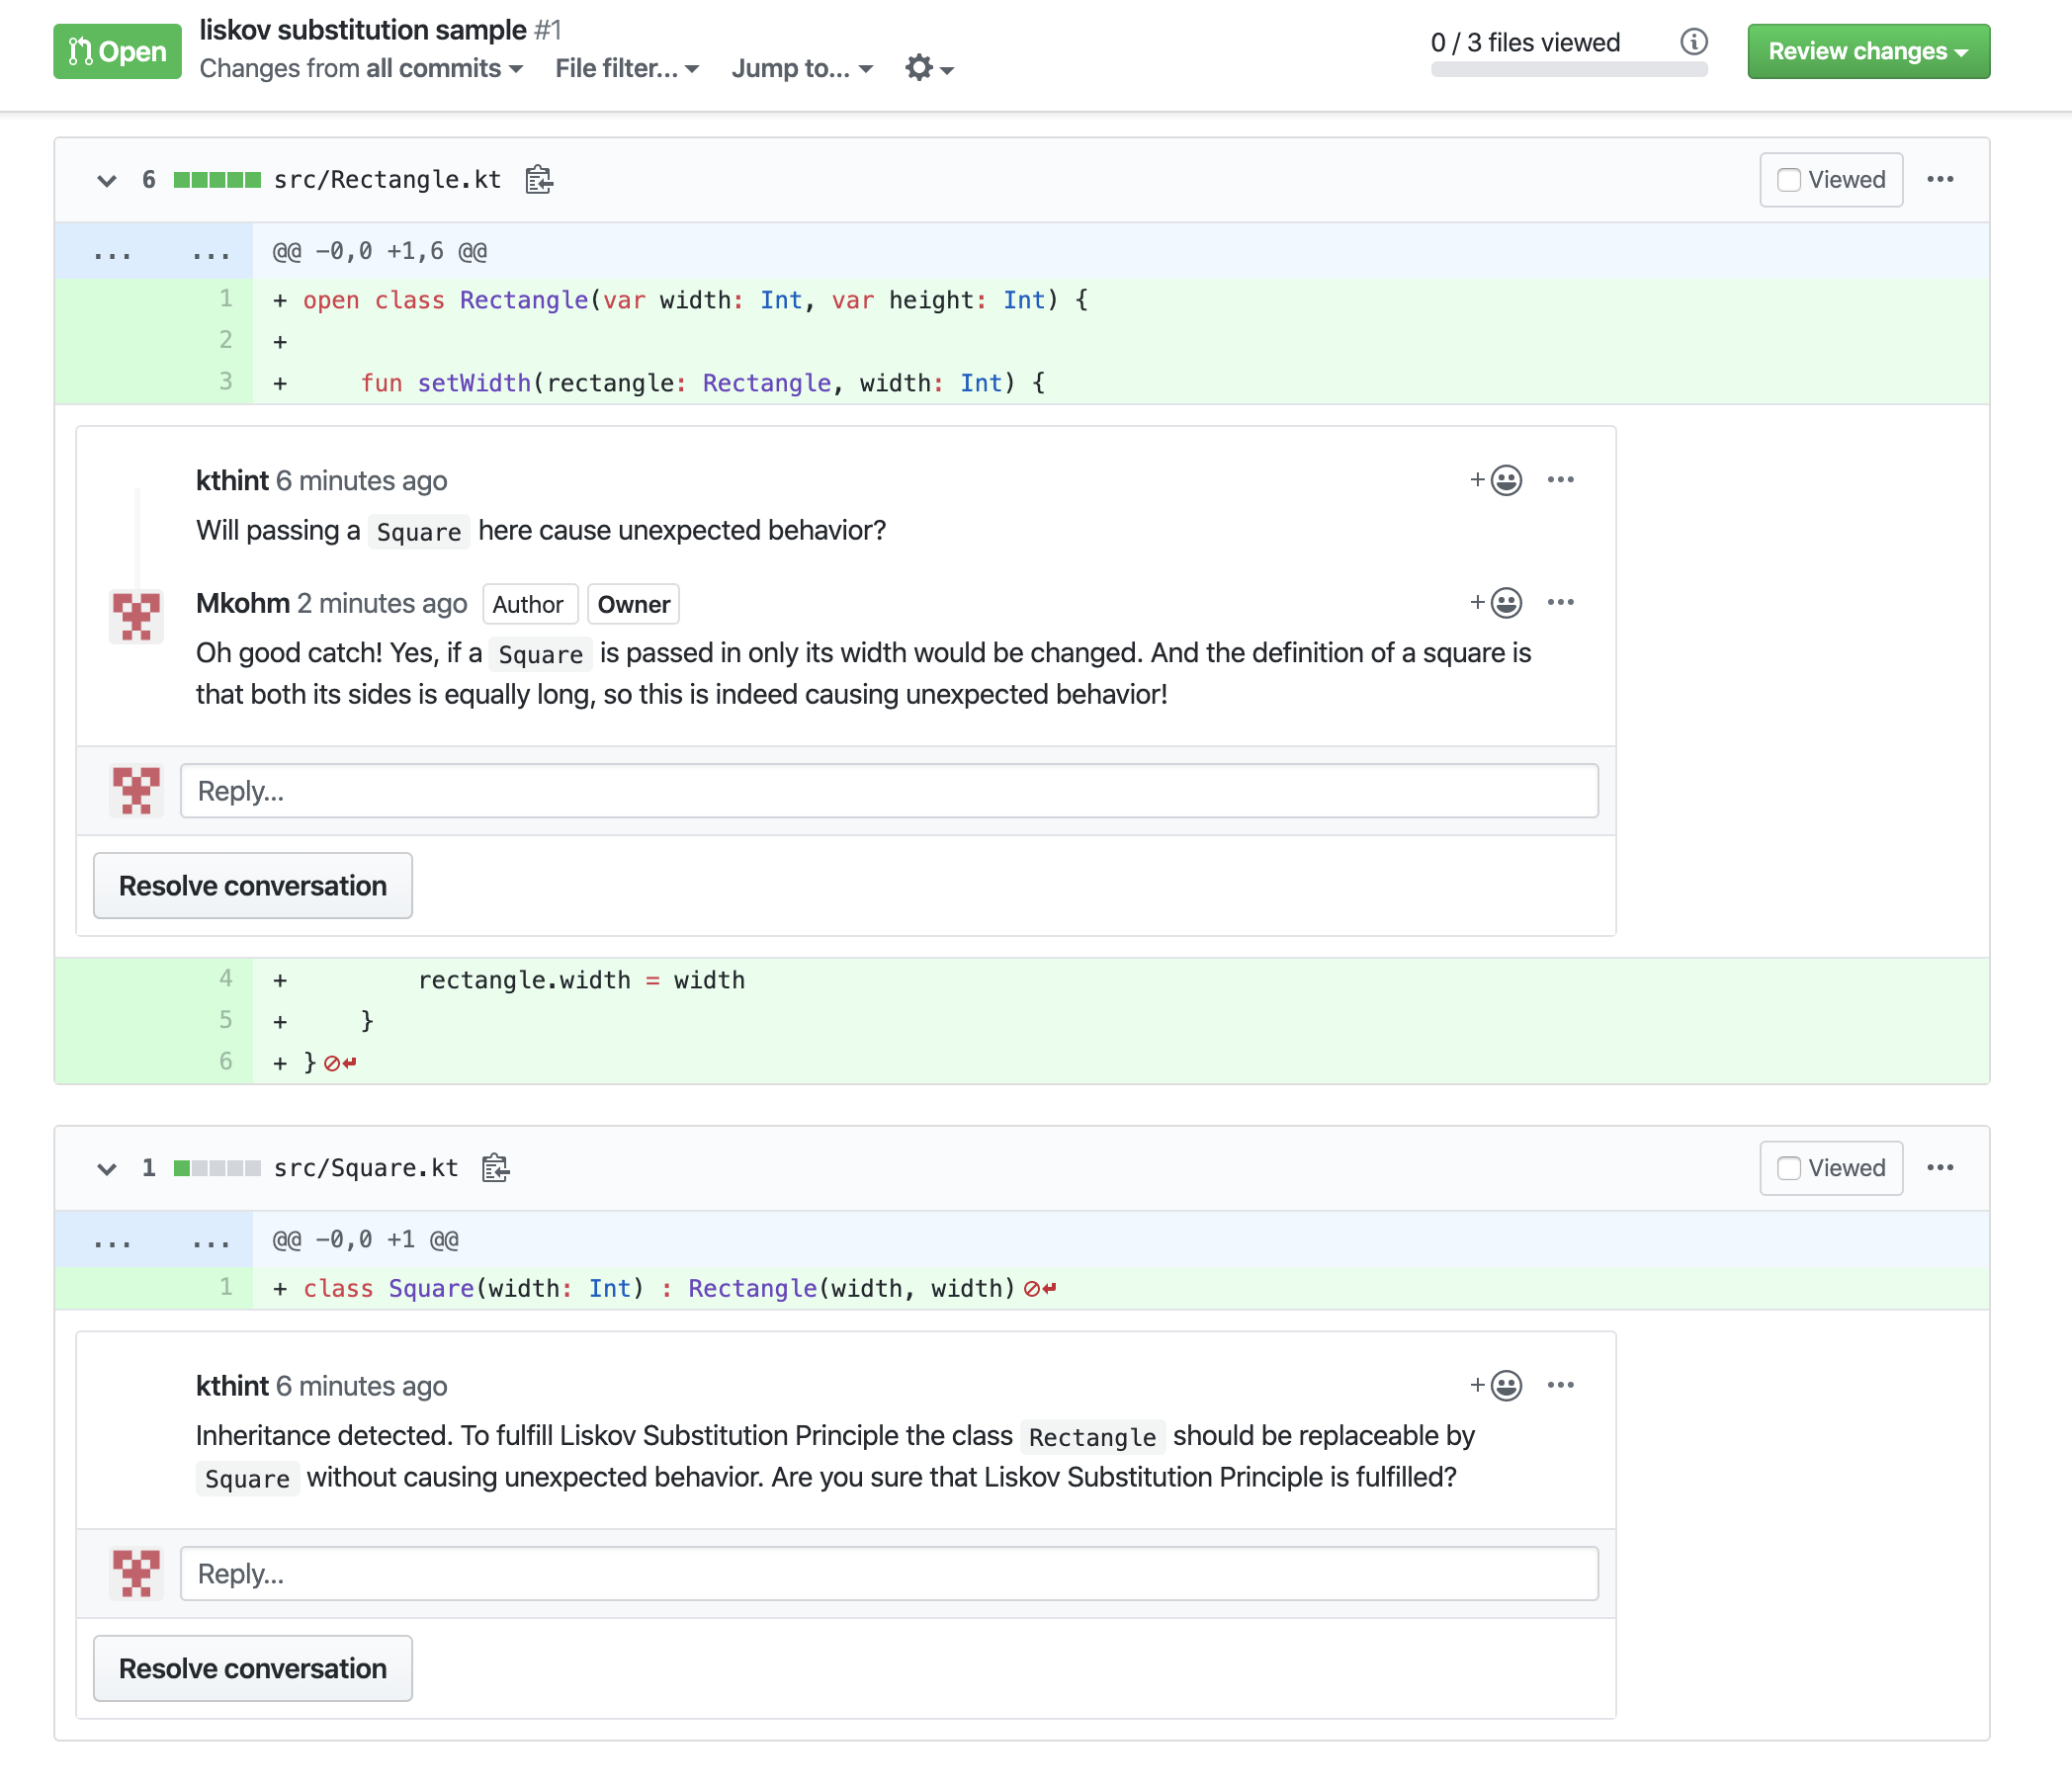 Open
liskov substitution sample #1
Changes from all commits File filter... Jump to...
0 / 3 files viewed
Review changes
6 src/Rectangle.kt
Viewed
... ... @@ -0,0 +1,6 @@
1 + open class Rectangle(var width: Int, var height: Int) {
2 +
3 + fun setWidth(rectangle: Rectangle, width: Int) {
kthint 6 minutes ago
Will passing a Square here cause unexpected behavior?
Mkohm 2 minutes ago Author Owner
Oh good catch! Yes, if a Square is passed in only its width would be changed. And the definition of a square is
that both its sides is equally long, so this is indeed causing unexpected behavior!
Reply...
Resolve conversation
4 + rectangle.width = width
5 + }
6 + }
1 src/Square.kt
Viewed
... ... @@ -0,0 +1 @@
1 + class Square(width: Int) : Rectangle(width, width)
kthint 6 minutes ago
Inheritance detected. To fulfill Liskov Substitution Principle the class Rectangle should be replaceable by
Square without causing unexpected behavior. Are you sure that Liskov Substitution Principle is fulfilled?
Reply...
Resolve conversation